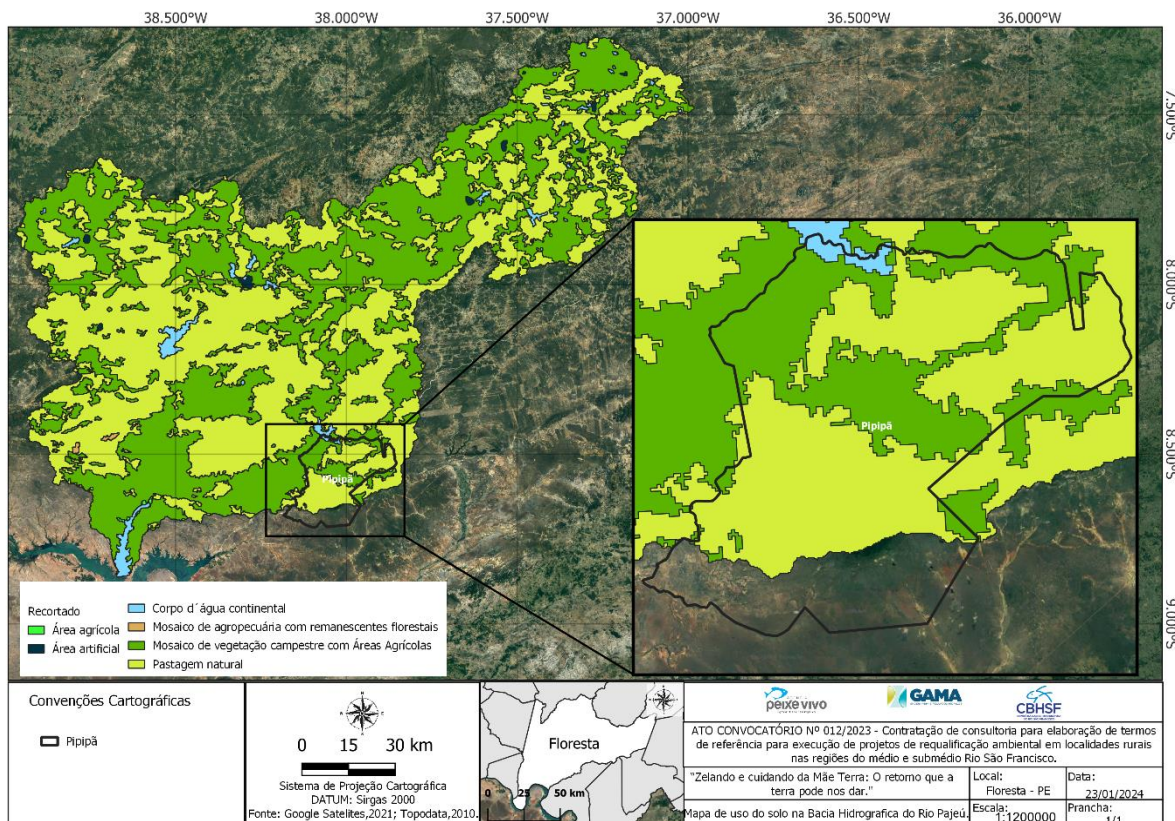 38.500°W 38.000°W 37.500°W 37.000°W 36.500°W 36.000°W
7.500°S
8.000°S
8.500°S
9.000°S
Pipipã
Pipipã
Recortado
Área agrícola
Área artificial
Corpo d´água continental
Mosaico de agropecuária com remanescentes florestais
Mosaico de vegetação campestre com Áreas Agrícolas
Pastagem natural
Convenções Cartográficas
Pipipã
0 15 30 km
Sistema de Projeção Cartográfica
DATUM: Sirgas 2000
Fonte: Google Satelites,2021; Topodata,2010.
Floresta
0 25 50 km
peixe vivo
GAMA
CBHSF
ATO CONVOCATÓRIO Nº 012/2023 - Contratação de consultoria para elaboração de termos
de referência para execução de projetos de requalificação ambiental em localidades rurais
nas regiões do médio e submédio Rio São Francisco.
"Zelando e cuidando da Mãe Terra: O retorno que a
terra pode nos dar."
Local:
Floresta - PE
Data:
23/01/2024
Mapa de uso do solo na Bacia Hidrografica do Rio Pajeú.
Escala:
1:1200000
Prancha:
1/1